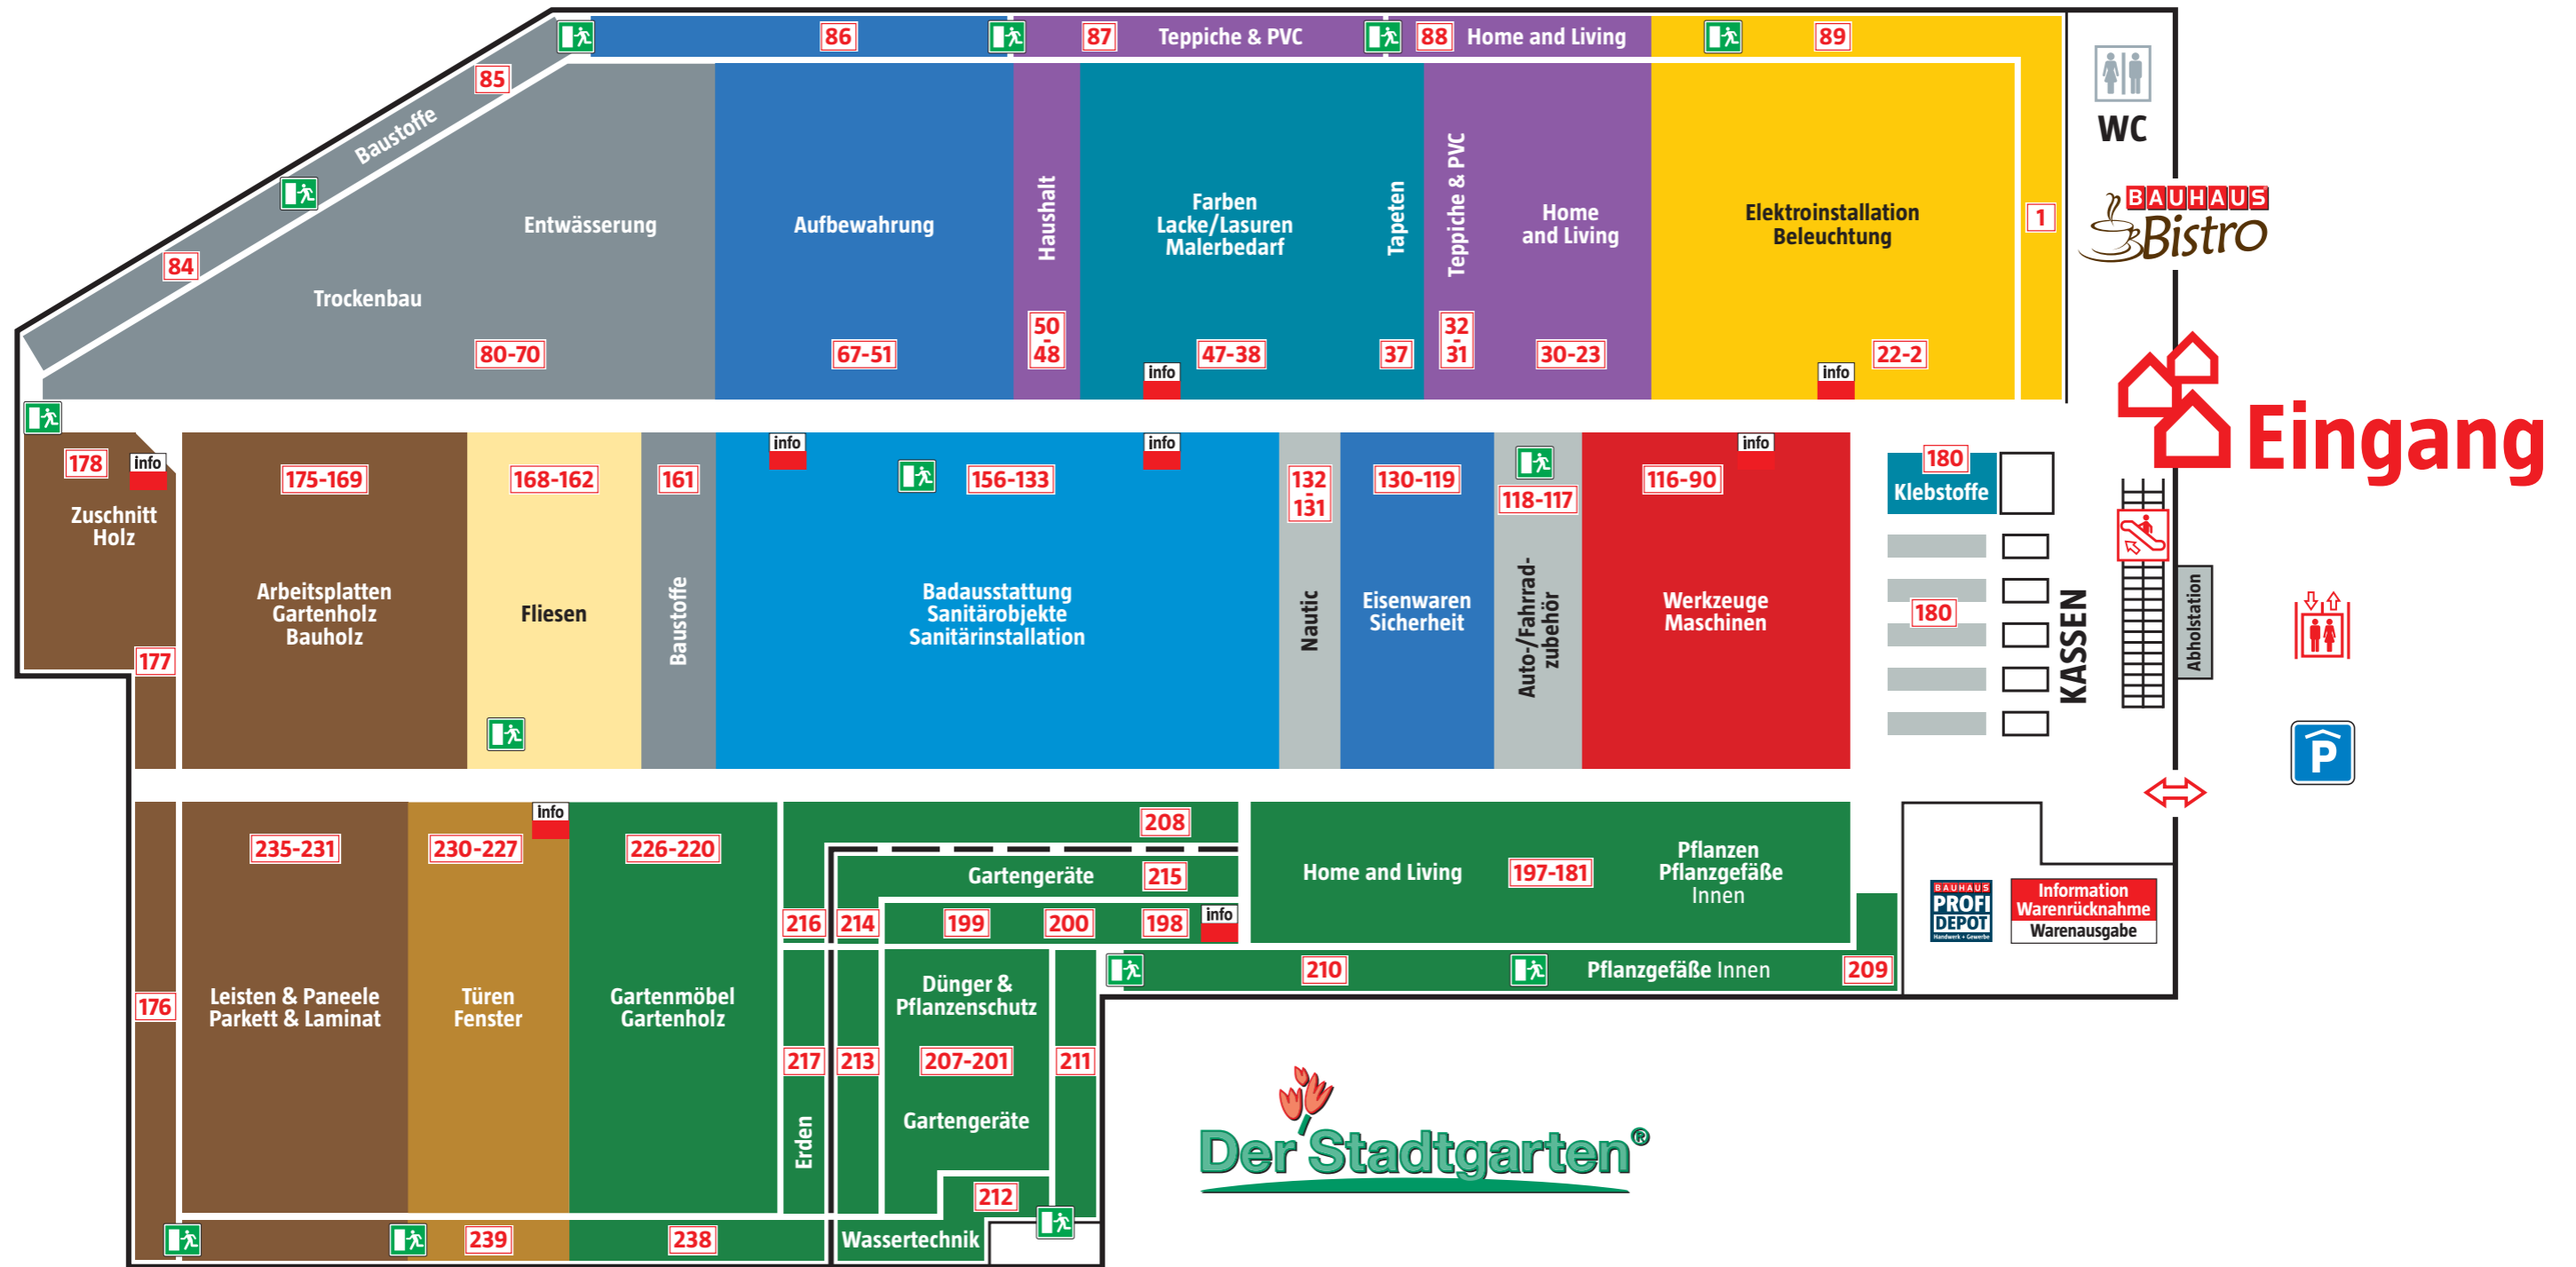 86
87
Teppiche & PVC
88
Home and Living
89
85
Baustoffe
84
WC
BAUHAUS
Bistro
1
Entwässerung
Trockenbau
80-70
Aufbewahrung
67-51
Haushalt
50
-
48
Farben
Lacke/Lasuren
Malerbedarf
info
47-38
Tapeten
37
Teppiche & PVC
32
-
31
Home
and Living
30-23
Elektroinstallation
Beleuchtung
info
22-2
Eingang
178
info
Zuschnitt
Holz
177
175-169
Arbeitsplatten
Gartenholz
Bauholz
168-162
Fliesen
161
Baustoffe
info
156-133
info
Badausstattung
Sanitärobjekte
Sanitärinstallation
132
-
131
Nautic
130-119
Eisenwaren
Sicherheit
118-117
Auto-/Fahrrad-
zubehör
116-90
info
Werkzeuge
Maschinen
180
Klebstoffe
180
KASSEN
Abholstation
P
176
235-231
Leisten & Paneele
Parkett & Laminat
230-227
info
Türen
Fenster
226-220
Gartenmöbel
Gartenholz
208
Gartengeräte
215
216
214
199
200
198
info
Home and Living
197-181
Pflanzen
Pflanzgefäße
Innen
210
Pflanzgefäße Innen
209
BAUHAUS
PROFI
DEPOT
Handwerk + Gewerbe
Information
Warenrücknahme
Warenausgabe
217
Erden
213
Dünger &
Pflanzenschutz
207-201
Gartengeräte
211
212
Wassertechnik
239
238
Der Stadtgarten®